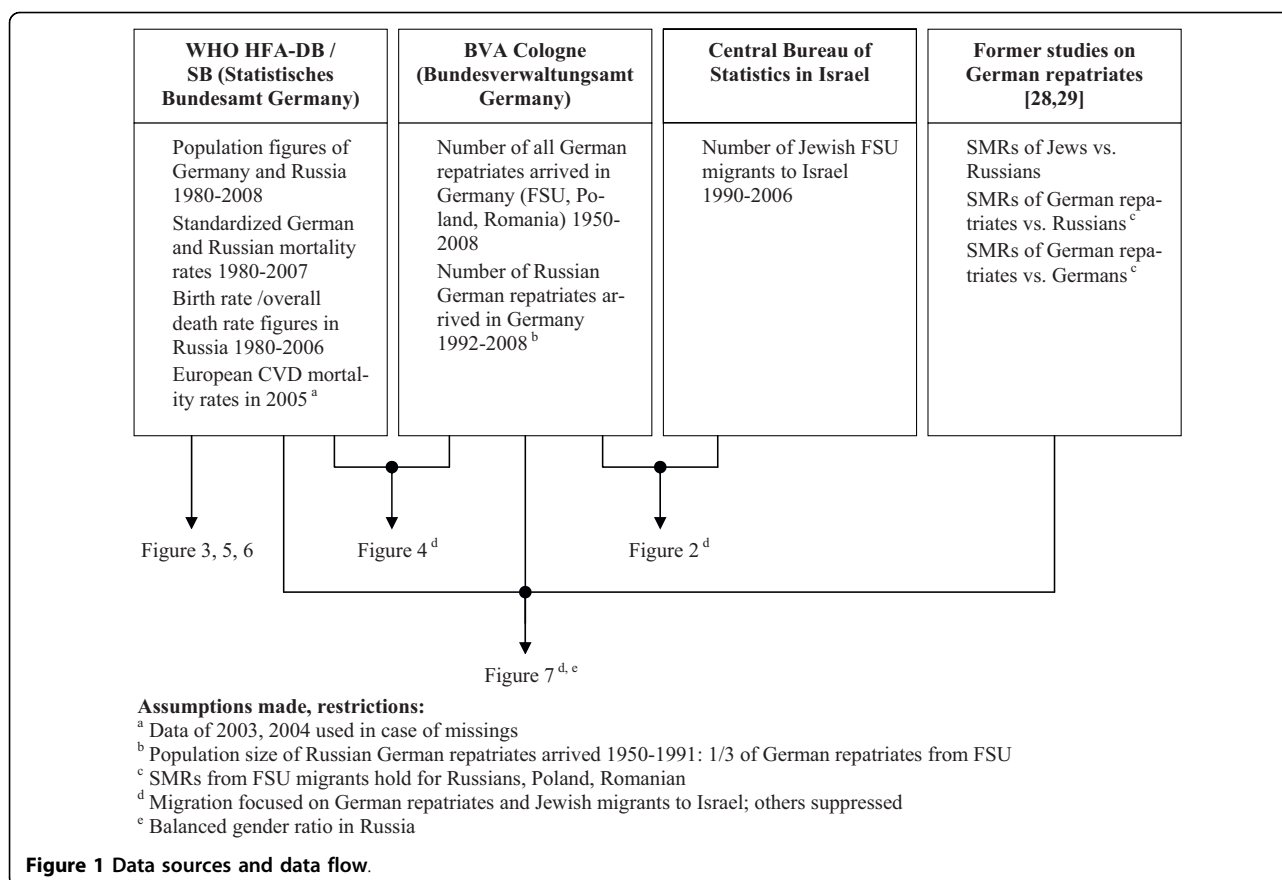 WHO HFA-DB /
SB (Statistisches
Bundesamt Germany)
Population figures of
Germany and Russia
1980-2008
Standardized German
and Russian mortality
rates 1980-2007
Birth rate /overall
death rate figures in
Russia 1980-2006
European CVD mortal-
ity rates in 2005 a
BVA Cologne
(Bundesverwaltungsamt
Germany)
Number of all German
repatriates arrived in
Germany (FSU, Po-
land, Romania) 1950-
2008
Number of Russian
German repatriates ar-
rived in Germany
1992-2008 b
Central Bureau of
Statistics in Israel
Number of Jewish FSU
migrants to Israel
1990-2006
Former studies on
German repatriates
[28,29]
SMRs of Jews vs.
Russians
SMRs of German repa-
triates vs. Russians c
SMRs of German repa-
triates vs. Germans c
Figure 3, 5, 6
Figure 4 d
Figure 2 d
Figure 7 d, e
Assumptions made, restrictions:
a Data of 2003, 2004 used in case of missings
b Population size of Russian German repatriates arrived 1950-1991: 1/3 of German repatriates from FSU
c SMRs from FSU migrants hold for Russians, Poland, Romanian
d Migration focused on German repatriates and Jewish migrants to Israel; others suppressed
e Balanced gender ratio in Russia
Figure 1 Data sources and data flow.